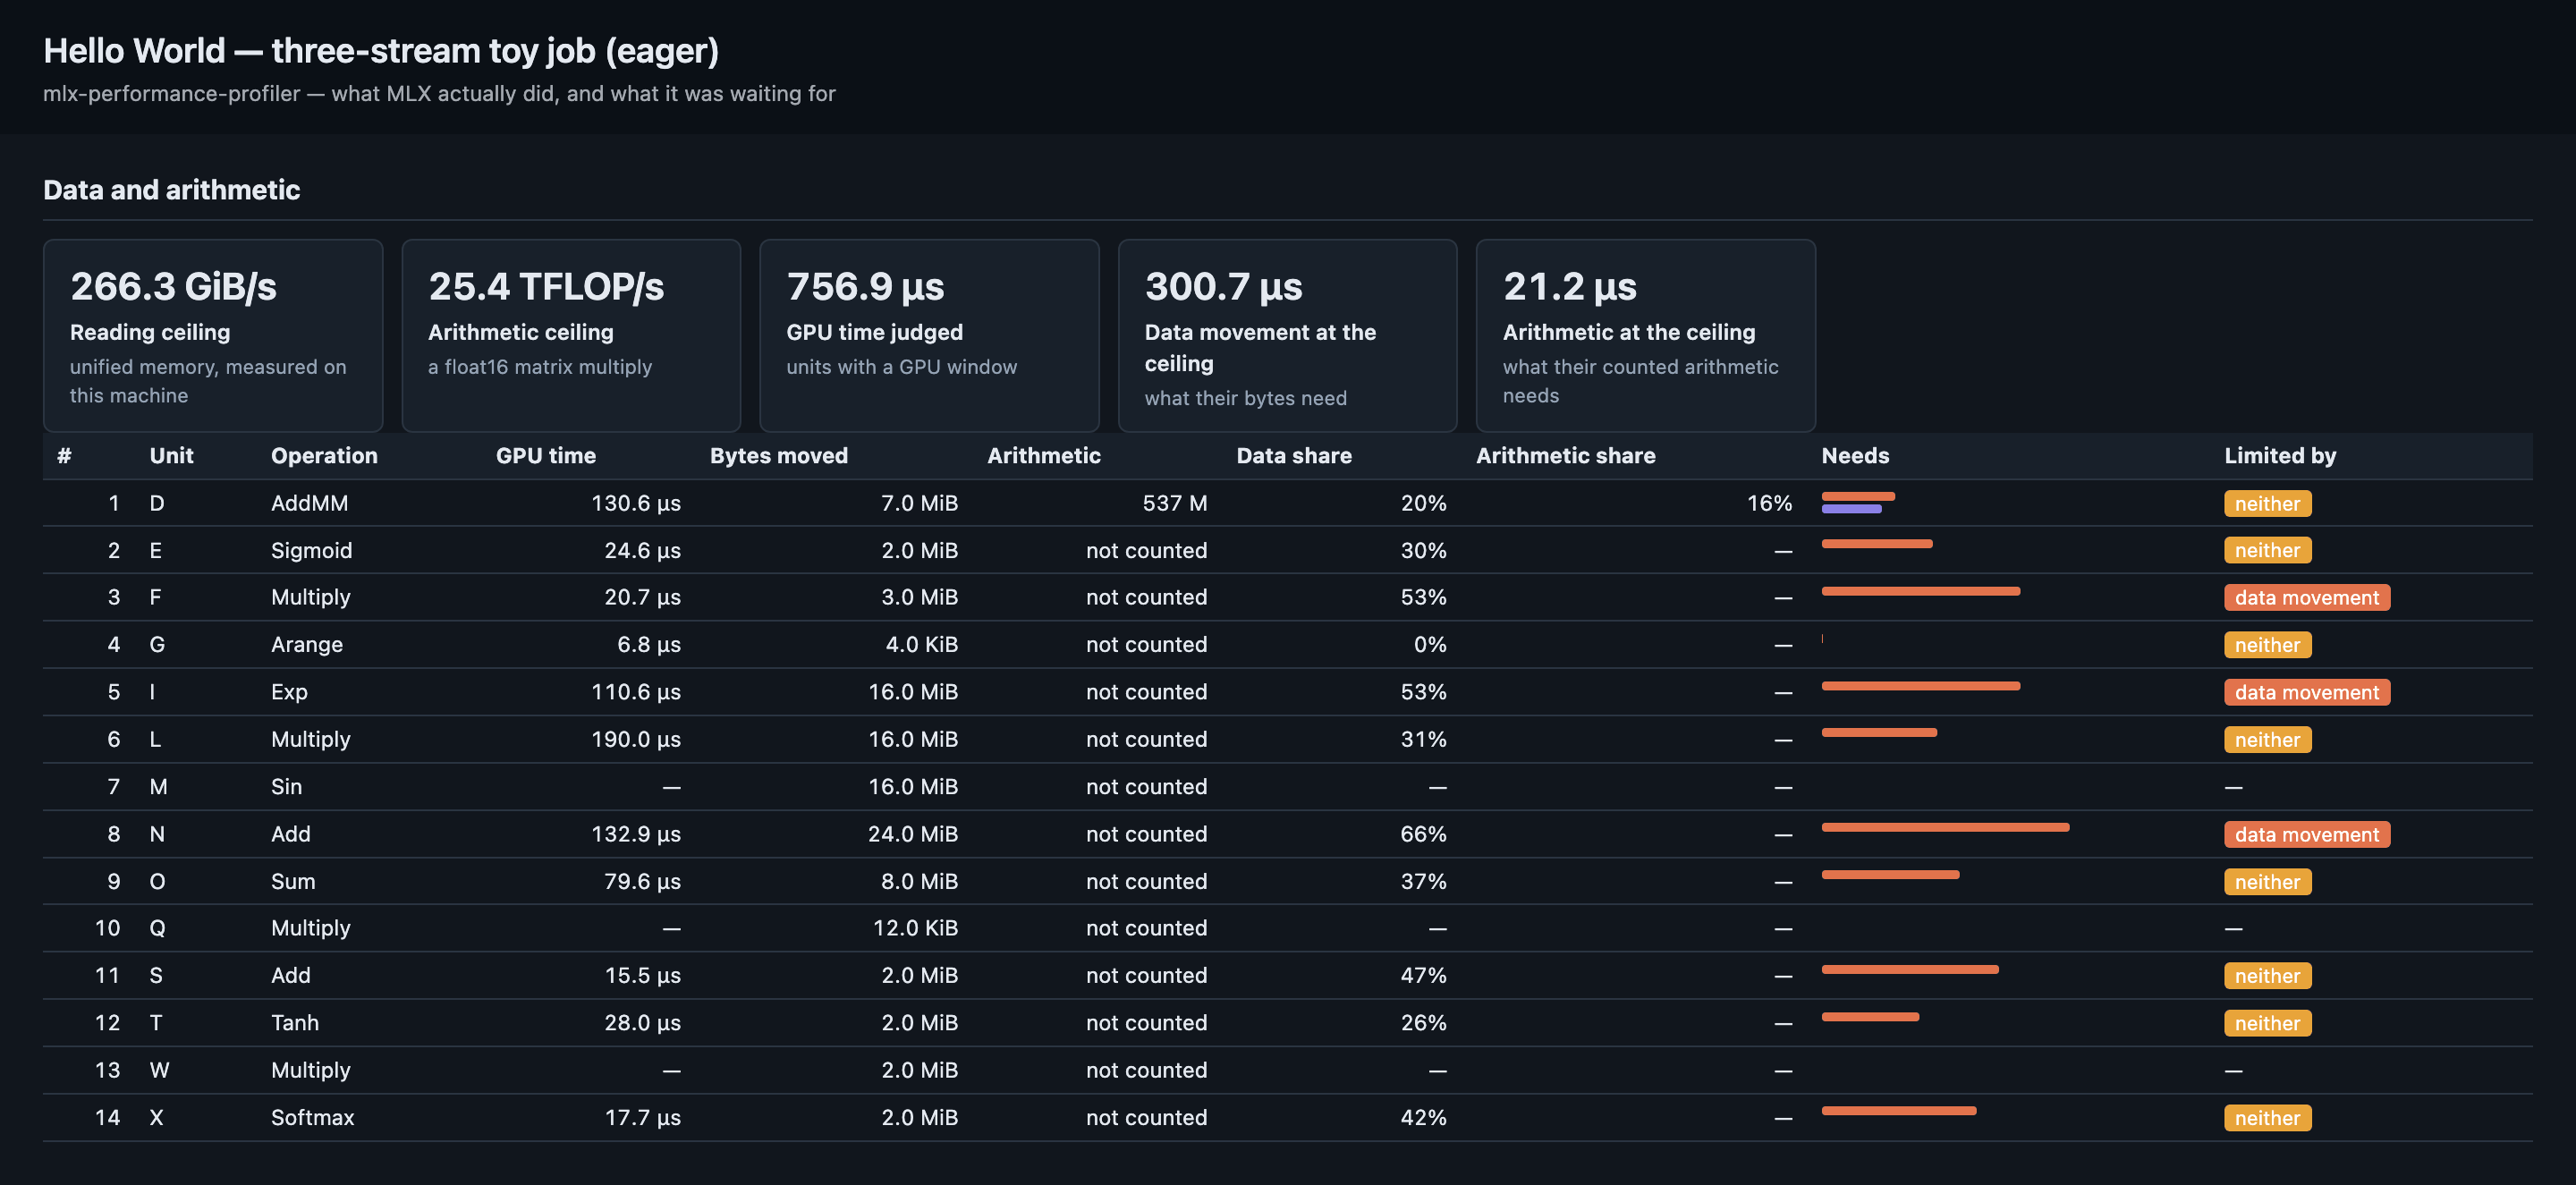 Hello World — three-stream toy job (eager)
mlx-performance-profiler — what MLX actually did, and what it was waiting for
Data and arithmetic
266.3 GiB/s
Reading ceiling
unified memory, measured on
this machine
25.4 TFLOP/s
Arithmetic ceiling
a float16 matrix multiply
756.9 µs
GPU time judged
units with a GPU window
300.7 µs
Data movement at the
ceiling
what their bytes need
21.2 µs
Arithmetic at the ceiling
what their counted arithmetic
needs
# Unit Operation GPU time Bytes moved Arithmetic Data share Arithmetic share Needs Limited by
1 D AddMM 130.6 µs 7.0 MiB 537 M 20% 16% neither
2 E Sigmoid 24.6 µs 2.0 MiB not counted 30% — neither
3 F Multiply 20.7 µs 3.0 MiB not counted 53% — data movement
4 G Arange 6.8 µs 4.0 KiB not counted 0% — neither
5 I Exp 110.6 µs 16.0 MiB not counted 53% — data movement
6 L Multiply 190.0 µs 16.0 MiB not counted 31% — neither
7 M Sin — 16.0 MiB not counted — — —
8 N Add 132.9 µs 24.0 MiB not counted 66% — data movement
9 O Sum 79.6 µs 8.0 MiB not counted 37% — neither
10 Q Multiply — 12.0 KiB not counted — — —
11 S Add 15.5 µs 2.0 MiB not counted 47% — neither
12 T Tanh 28.0 µs 2.0 MiB not counted 26% — neither
13 W Multiply — 2.0 MiB not counted — — —
14 X Softmax 17.7 µs 2.0 MiB not counted 42% — neither